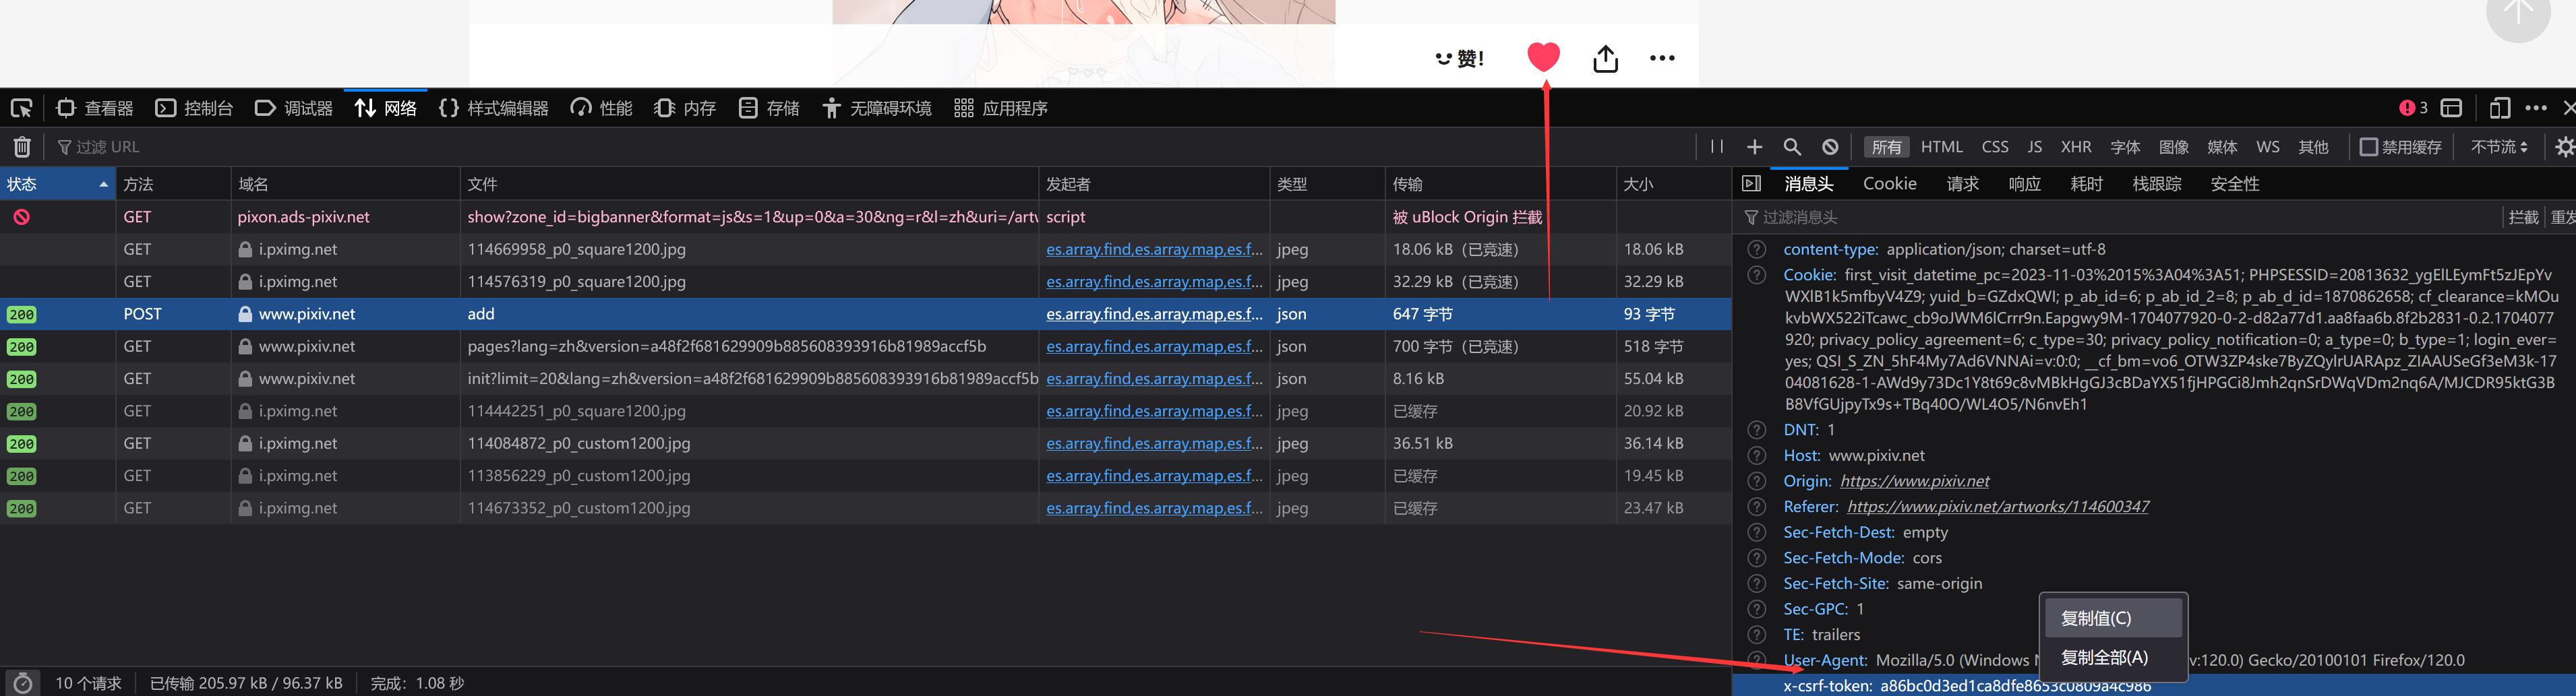 赞!
查看器 控制台 调试器 网络 样式编辑器 性能 内存 存储 无障碍环境 应用程序 3
过滤 URL 所有 HTML CSS JS XHR 字体 图像 媒体 WS 其他 禁用缓存 不节流
状态 方法 域名 文件 发起者 类型 传输 大小
GET pixon.ads-pixiv.net show?zone_id=bigbanner&format=js&s=1&up=0&a=30&ng=r&l=zh&uri=/art script 被 uBlock Origin 拦截
GET i.pximg.net 114669958_p0_square1200.jpg es.array.find,es.array.map,es.f... jpeg 18.06 kB（已竞速） 18.06 kB
GET i.pximg.net 114576319_p0_square1200.jpg es.array.find,es.array.map,es.f... jpeg 32.29 kB（已竞速） 32.29 kB
200 POST www.pixiv.net add es.array.find,es.array.map,es.f... json 647 字节 93 字节
200 GET www.pixiv.net pages?lang=zh&version=a48f2f681629909b885608393916b81989accf5b es.array.find,es.array.map,es.f... json 700 字节（已竞速） 518 字节
200 GET www.pixiv.net init?limit=20&lang=zh&version=a48f2f681629909b885608393916b81989accf5b es.array.find,es.array.map,es.f... json 8.16 kB 55.04 kB
200 GET i.pximg.net 114442251_p0_square1200.jpg es.array.find,es.array.map,es.f... jpeg 已缓存 20.92 kB
200 GET i.pximg.net 114084872_p0_custom1200.jpg es.array.find,es.array.map,es.f... jpeg 36.51 kB 36.14 kB
200 GET i.pximg.net 113856229_p0_custom1200.jpg es.array.find,es.array.map,es.f... jpeg 已缓存 19.45 kB
200 GET i.pximg.net 114673352_p0_custom1200.jpg es.array.find,es.array.map,es.f... jpeg 已缓存 23.47 kB
10 个请求 已传输 205.97 kB / 96.37 kB 完成：1.08 秒
消息头 Cookie 请求 响应 耗时 栈跟踪 安全性
过滤消息头 拦截 重发
content-type: application/json; charset=utf-8
Cookie: first_visit_datetime_pc=2023-11-03%2015%3A04%3A51; PHPSESSID=20813632_ygElLEymFt5zJEpYv
WXlB1k5mfbyV4Z9; yuid_b=GZdxQWI; p_ab_id=6; p_ab_id_2=8; p_ab_d_id=1870862658; cf_clearance=kMOu
kvbWX522iTcawc_cb9oJWM6lCrrr9n.Eapgwy9M-1704077920-0-2-d82a77d1.aa8faa6b.8f2b2831-0.2.1704077
920; privacy_policy_agreement=6; c_type=30; privacy_policy_notification=0; a_type=0; b_type=1; login_ever=
yes; QSI_S_ZN_5hF4My7Ad6VNNAi=v:0:0; __cf_bm=vo6_OTW3ZP4ske7ByZQylrUARApz_ZIAAUSeGf3eM3k-17
04081628-1-AWd9y73Dc1Y8t69c8vMBkHgGJ3cBDaYX51fjHPGCi8Jmh2qnSrDWqVDm2nq6A/MJCDR95ktG3B
B8VfGUjpyTx9s+TBq40O/WL4O5/N6nvEh1
DNT: 1
Host: www.pixiv.net
Origin: https://www.pixiv.net
Referer: https://www.pixiv.net/artworks/114600347
Sec-Fetch-Dest: empty
Sec-Fetch-Mode: cors
Sec-Fetch-Site: same-origin
Sec-GPC: 1
TE: trailers
User-Agent: Mozilla/5.0 (Windows v:120.0) Gecko/20100101 Firefox/120.0
x-csrf-token: a86bc0d3ed1ca8dfe8653c0809a4c986
复制值(C)
复制全部(A)